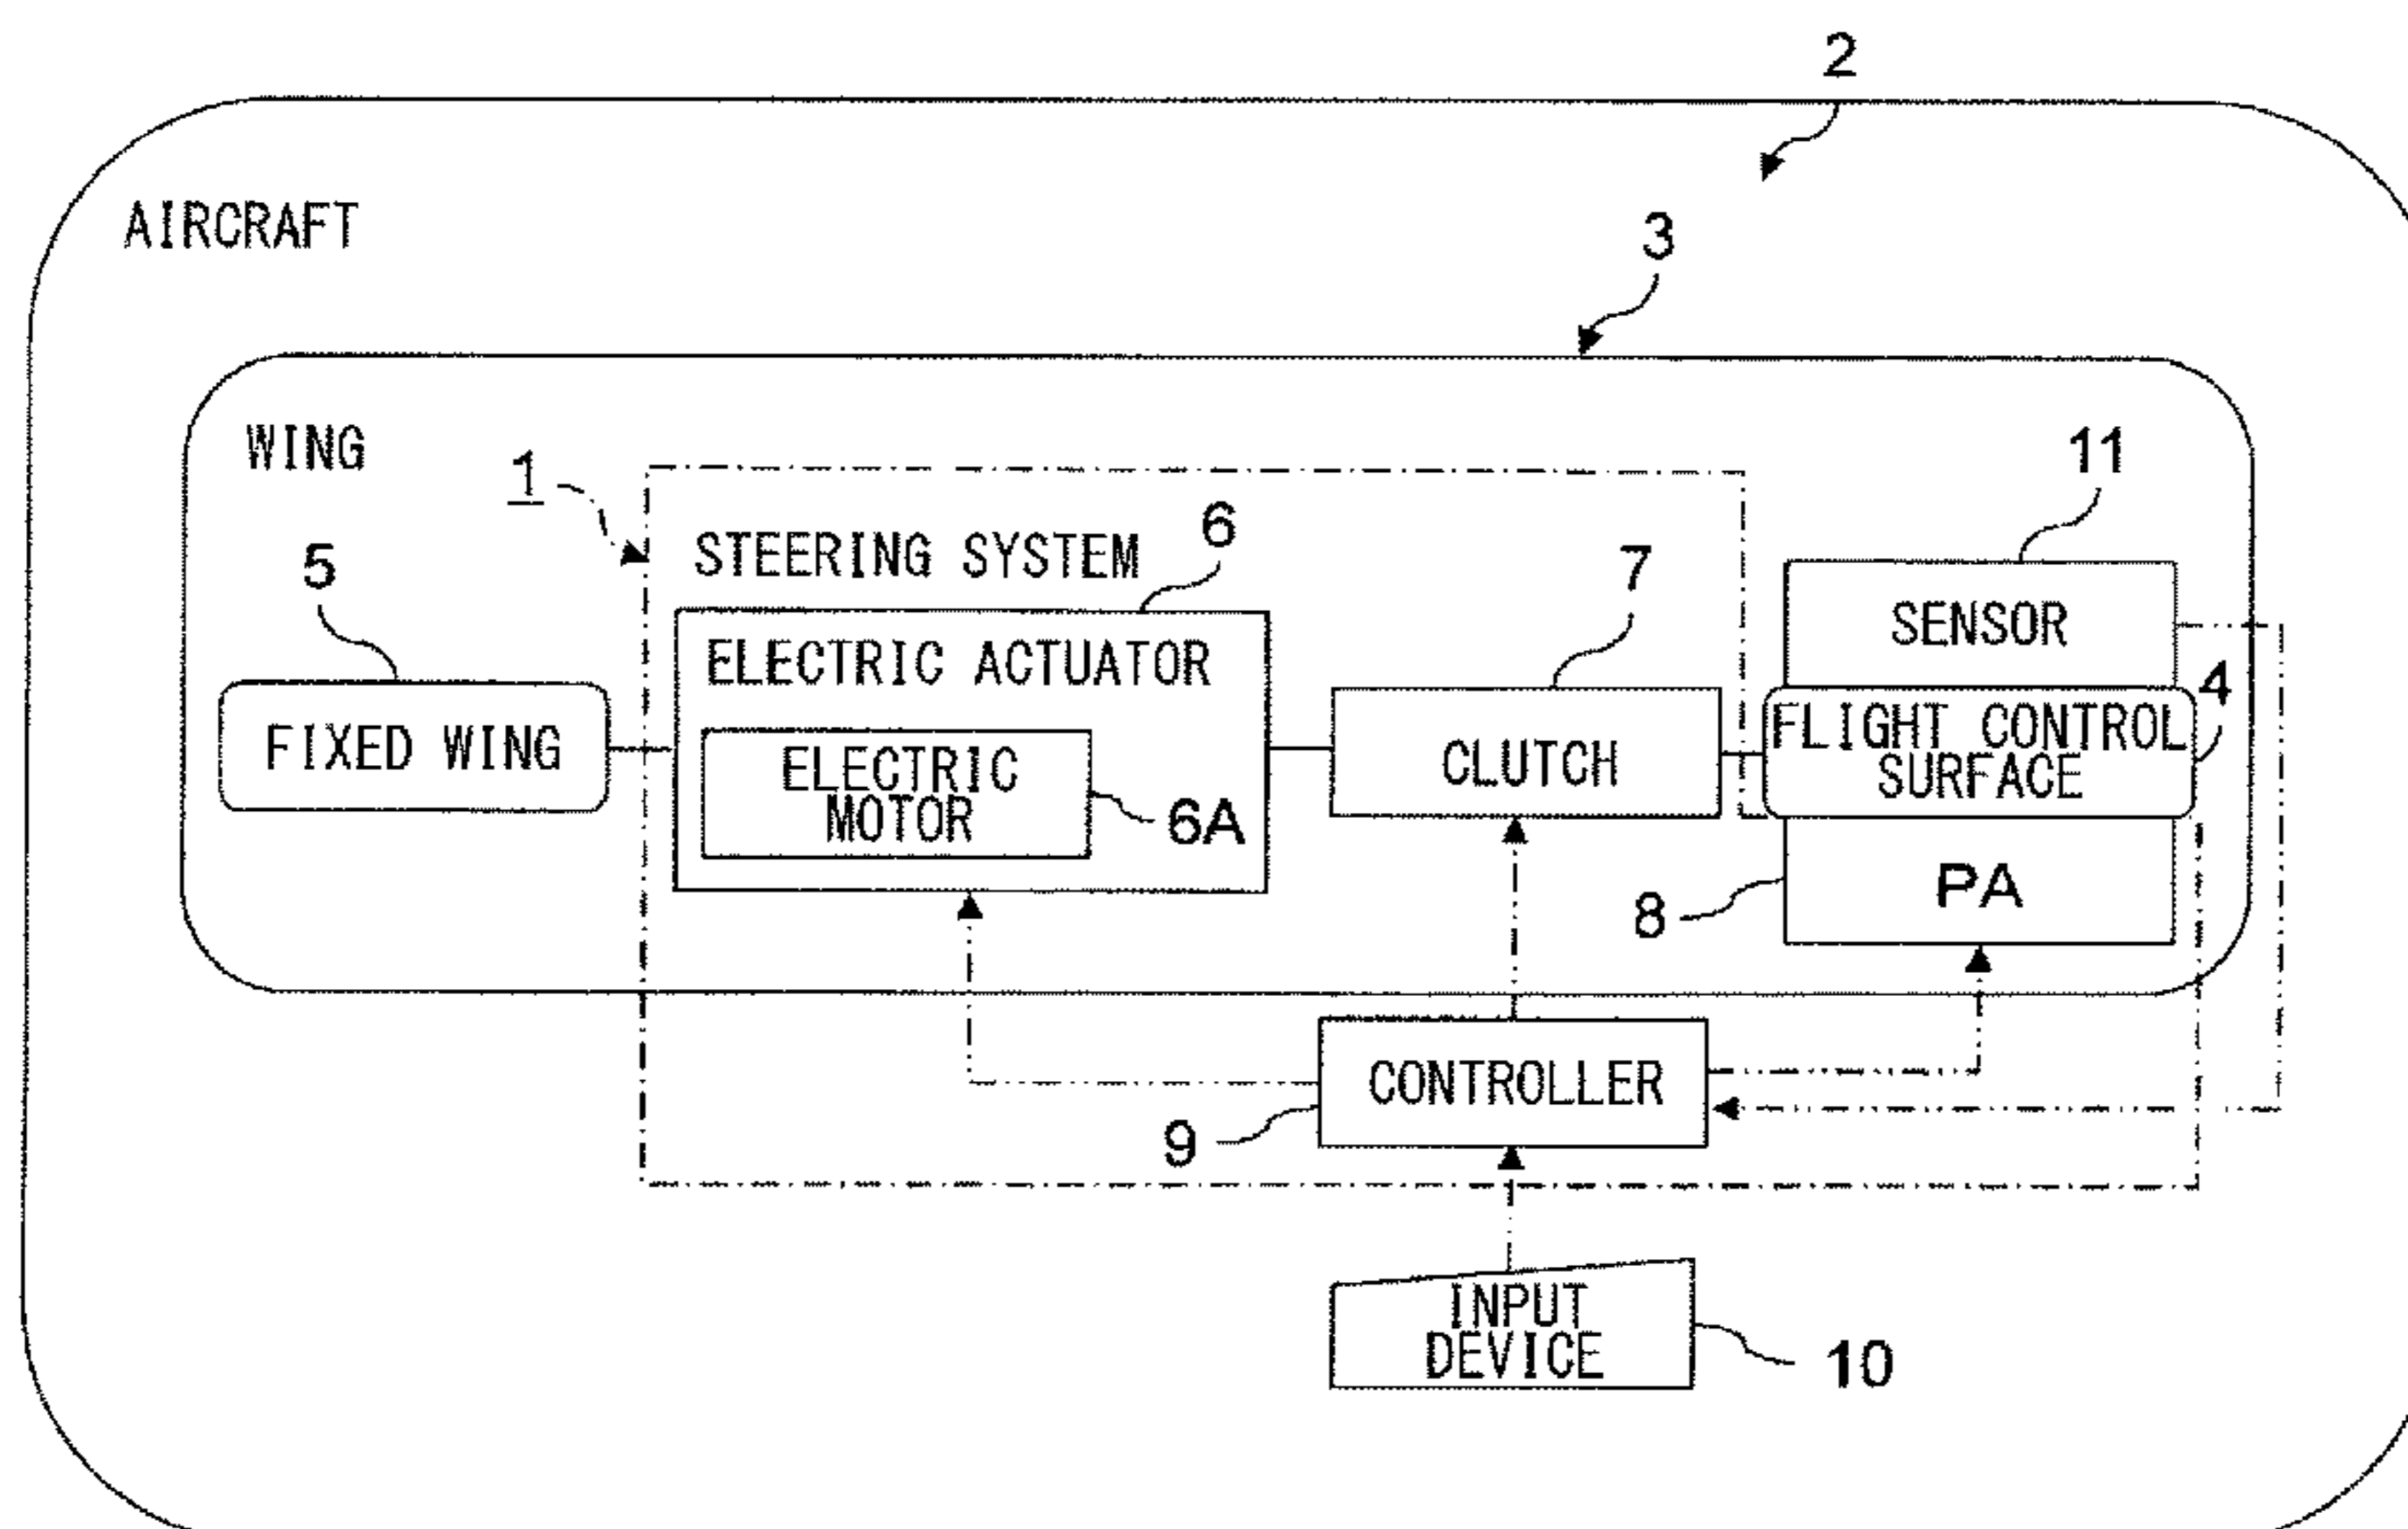 2
AIRCRAFT
3
WING
1
11
STEERING SYSTEM
6
5
7
SENSOR
ELECTRIC ACTUATOR
4
FIXED WING
ELECTRIC
MOTOR
6A
CLUTCH
FLIGHT CONTROL
SURFACE
8
PA
CONTROLLER
9
INPUT
DEVICE
10